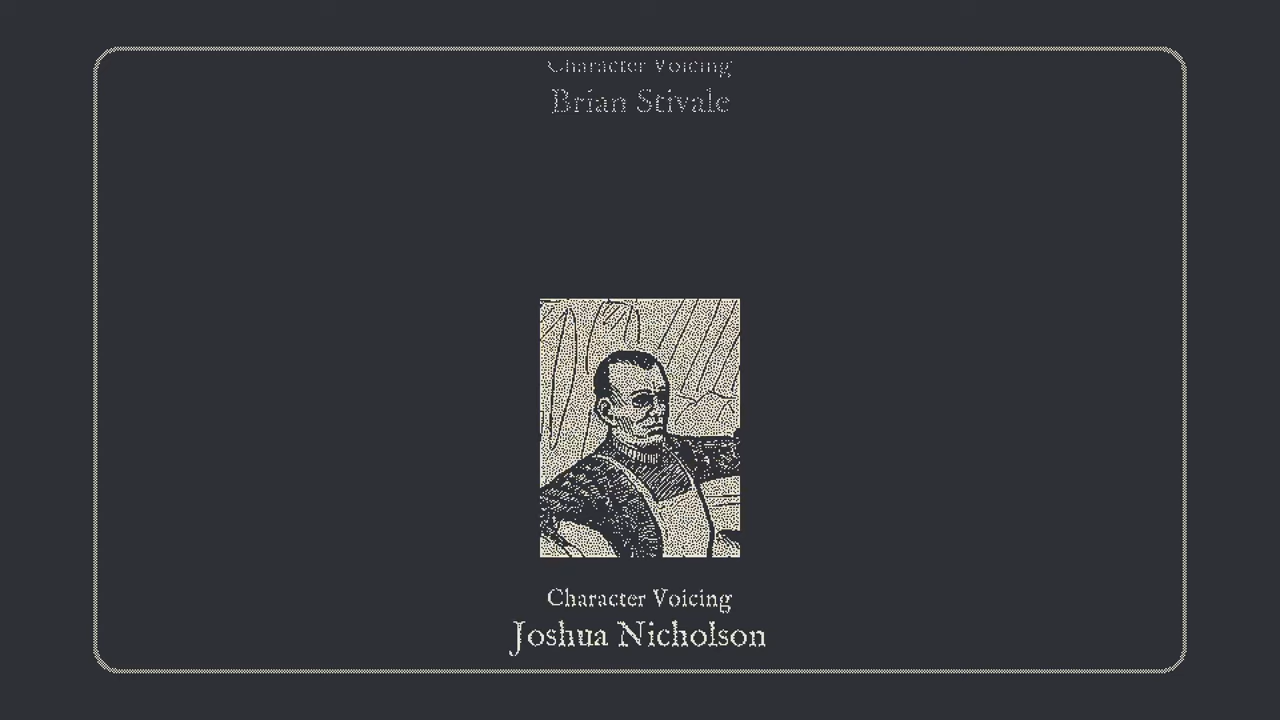 Character Voicing
Brian Stivale
Character Voicing
Joshua Nicholson